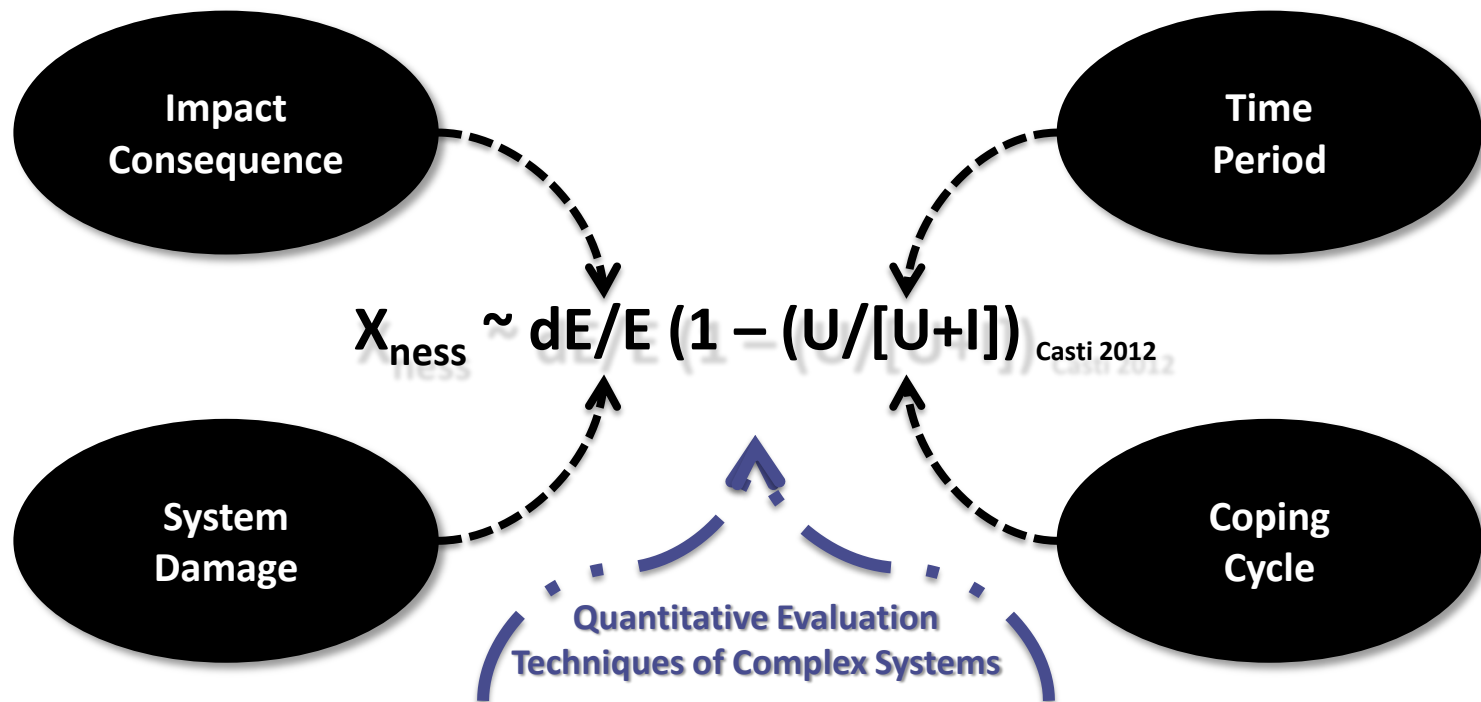 Impact
Consequence
Time
Period
Xness ~ dE/E (1 – (U/[U+I]) Casti 2012
System
Damage
Coping
Cycle
Quantitative Evaluation
Techniques of Complex Systems